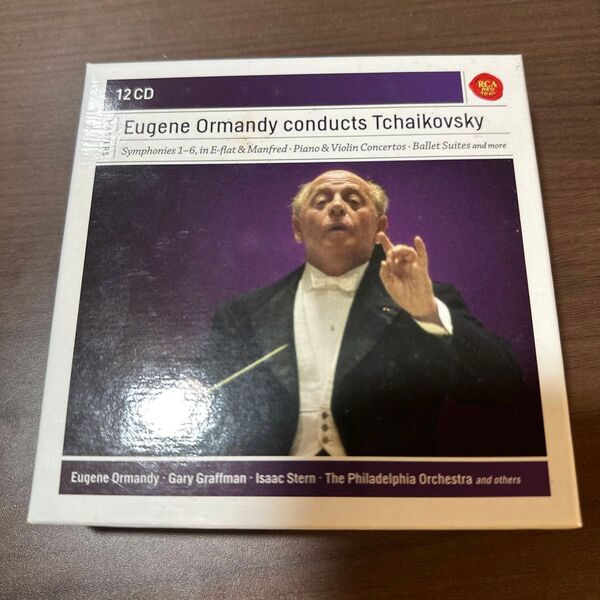 12 CD
RCA
RED
SEAL
MASTERS
Eugene Ormandy conducts Tchaikovsky
Symphonies 1–6, in E-flat & Manfred · Piano & Violin Concertos · Ballet Suites and more
Eugene Ormandy · Gary Graffman · Isaac Stern · The Philadelphia Orchestra and others